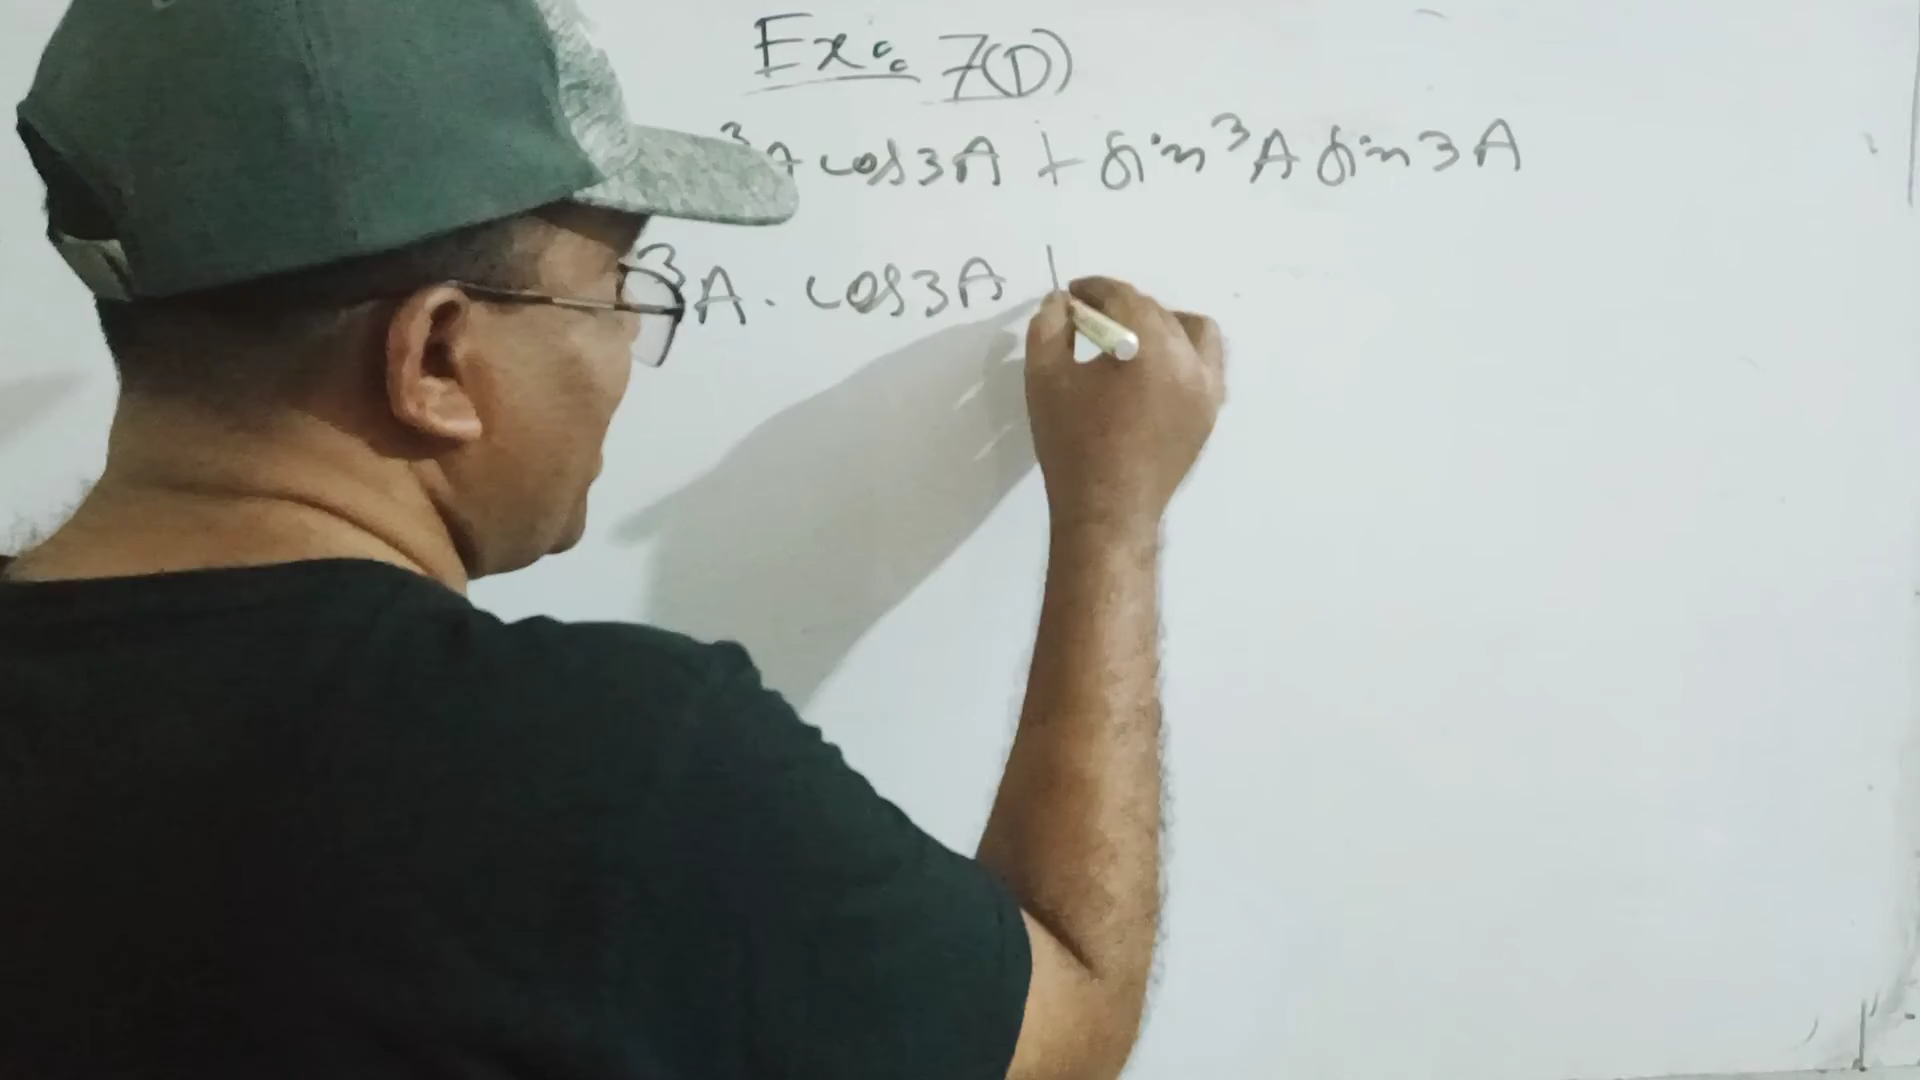 Ex: 7(D)
³A cos3A + sin³A sin3A
³A . cos3A +